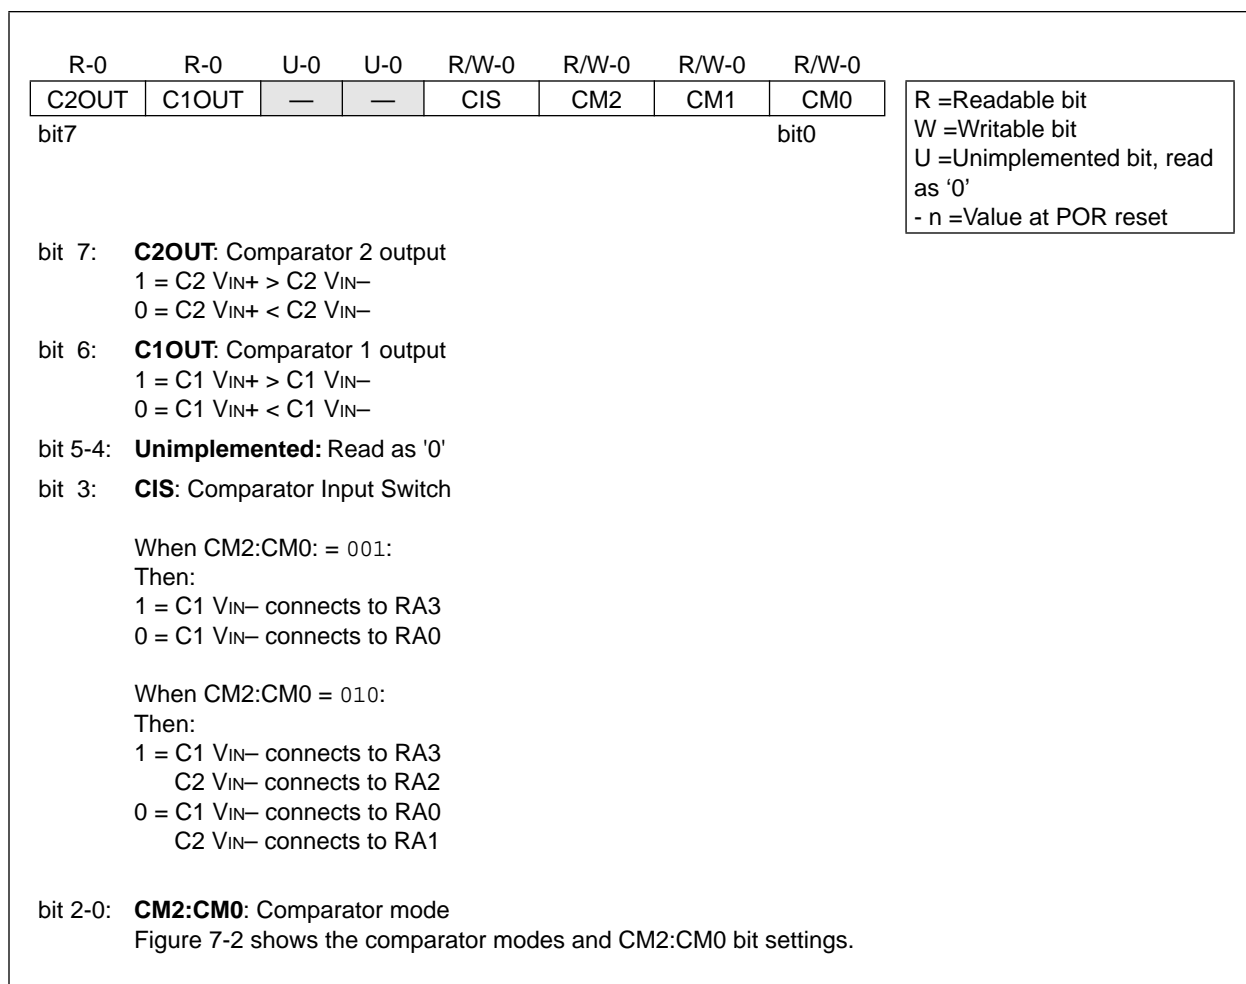 R-0 R-0 U-0 U-0 R/W-0 R/W-0 R/W-0 R/W-0
C2OUT C1OUT — — CIS CM2 CM1 CM0
bit7 bit0
R =Readable bit
W =Writable bit
U =Unimplemented bit, read
as ‘0’
- n =Value at POR reset
bit 7: C2OUT: Comparator 2 output
1 = C2 VIN+ > C2 VIN–
0 = C2 VIN+ < C2 VIN–
bit 6: C1OUT: Comparator 1 output
1 = C1 VIN+ > C1 VIN–
0 = C1 VIN+ < C1 VIN–
bit 5-4: Unimplemented: Read as '0'
bit 3: CIS: Comparator Input Switch
When CM2:CM0: = 001:
Then:
1 = C1 VIN– connects to RA3
0 = C1 VIN– connects to RA0
When CM2:CM0 = 010:
Then:
1 = C1 VIN– connects to RA3
C2 VIN– connects to RA2
0 = C1 VIN– connects to RA0
C2 VIN– connects to RA1
bit 2-0: CM2:CM0: Comparator mode
Figure 7-2 shows the comparator modes and CM2:CM0 bit settings.